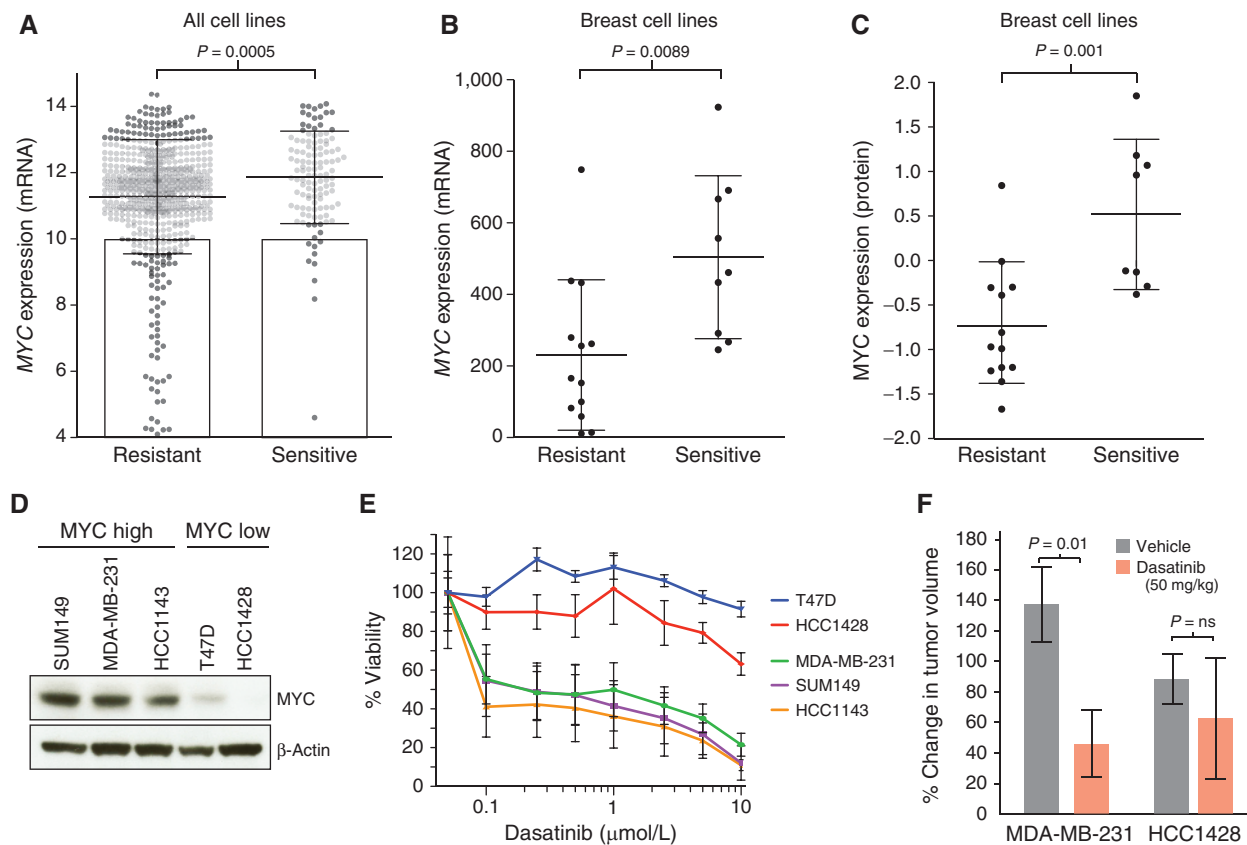 A
All cell lines
P = 0.0005
MYC expression (mRNA)
14
12
10
8
6
4
Resistant
Sensitive
B
Breast cell lines
P = 0.0089
MYC expression (mRNA)
1,000
800
600
400
200
0
Resistant
Sensitive
C
Breast cell lines
P = 0.001
MYC expression (protein)
2.0
1.5
1.0
0.5
0.0
−0.5
−1.0
−1.5
−2.0
Resistant
Sensitive
D
MYC high
MYC low
SUM149
MDA-MB-231
HCC1143
T47D
HCC1428
MYC
β-Actin
E
% Viability
120
100
80
60
40
20
0
0.1
1
10
Dasatinib (μmol/L)
T47D
HCC1428
MDA-MB-231
SUM149
HCC1143
F
% Change in tumor volume
180
160
140
120
100
80
60
40
20
0
P = 0.01
P = ns
Vehicle
Dasatinib
(50 mg/kg)
MDA-MB-231
HCC1428